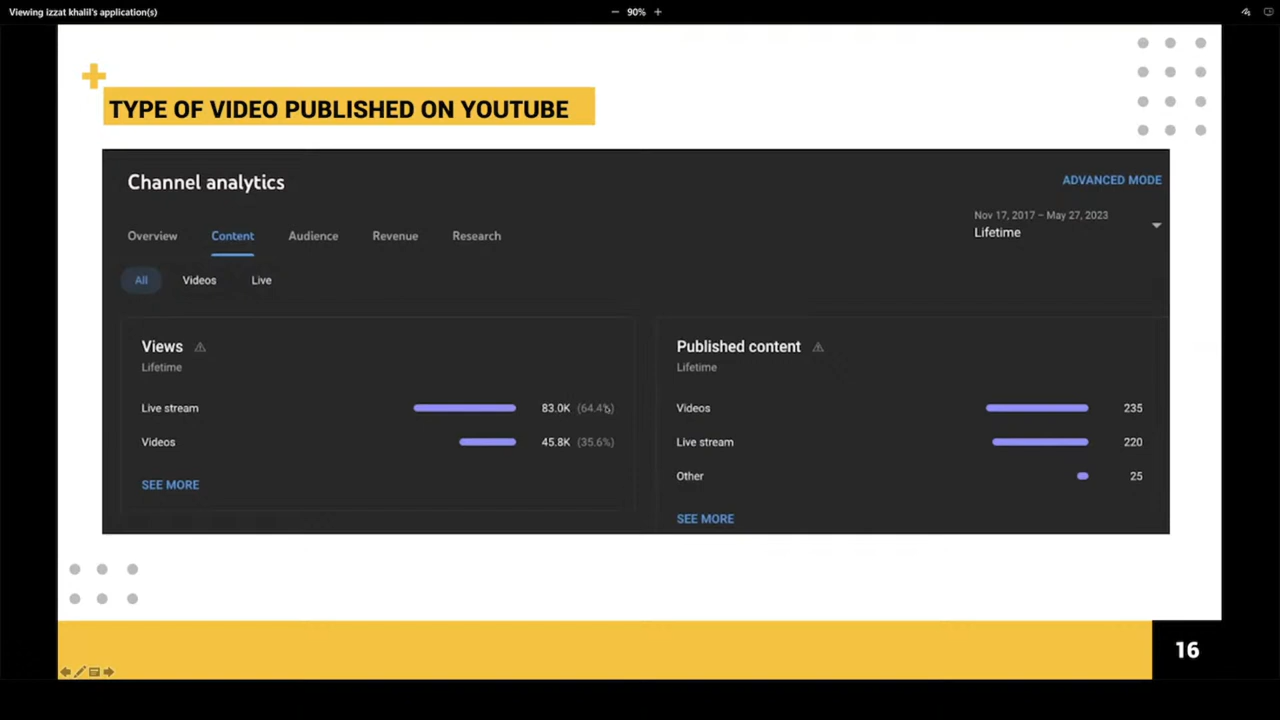 Viewing izzat khalil's application(s)
90%
TYPE OF VIDEO PUBLISHED ON YOUTUBE
Channel analytics
ADVANCED MODE
Nov 17, 2017 – May 27, 2023
Lifetime
Overview Content Audience Revenue Research
All Videos Live
Views
Lifetime
Live stream 83.0K (64.4%)
Videos 45.8K (35.6%)
SEE MORE
Published content
Lifetime
Videos 235
Live stream 220
Other 25
SEE MORE
16